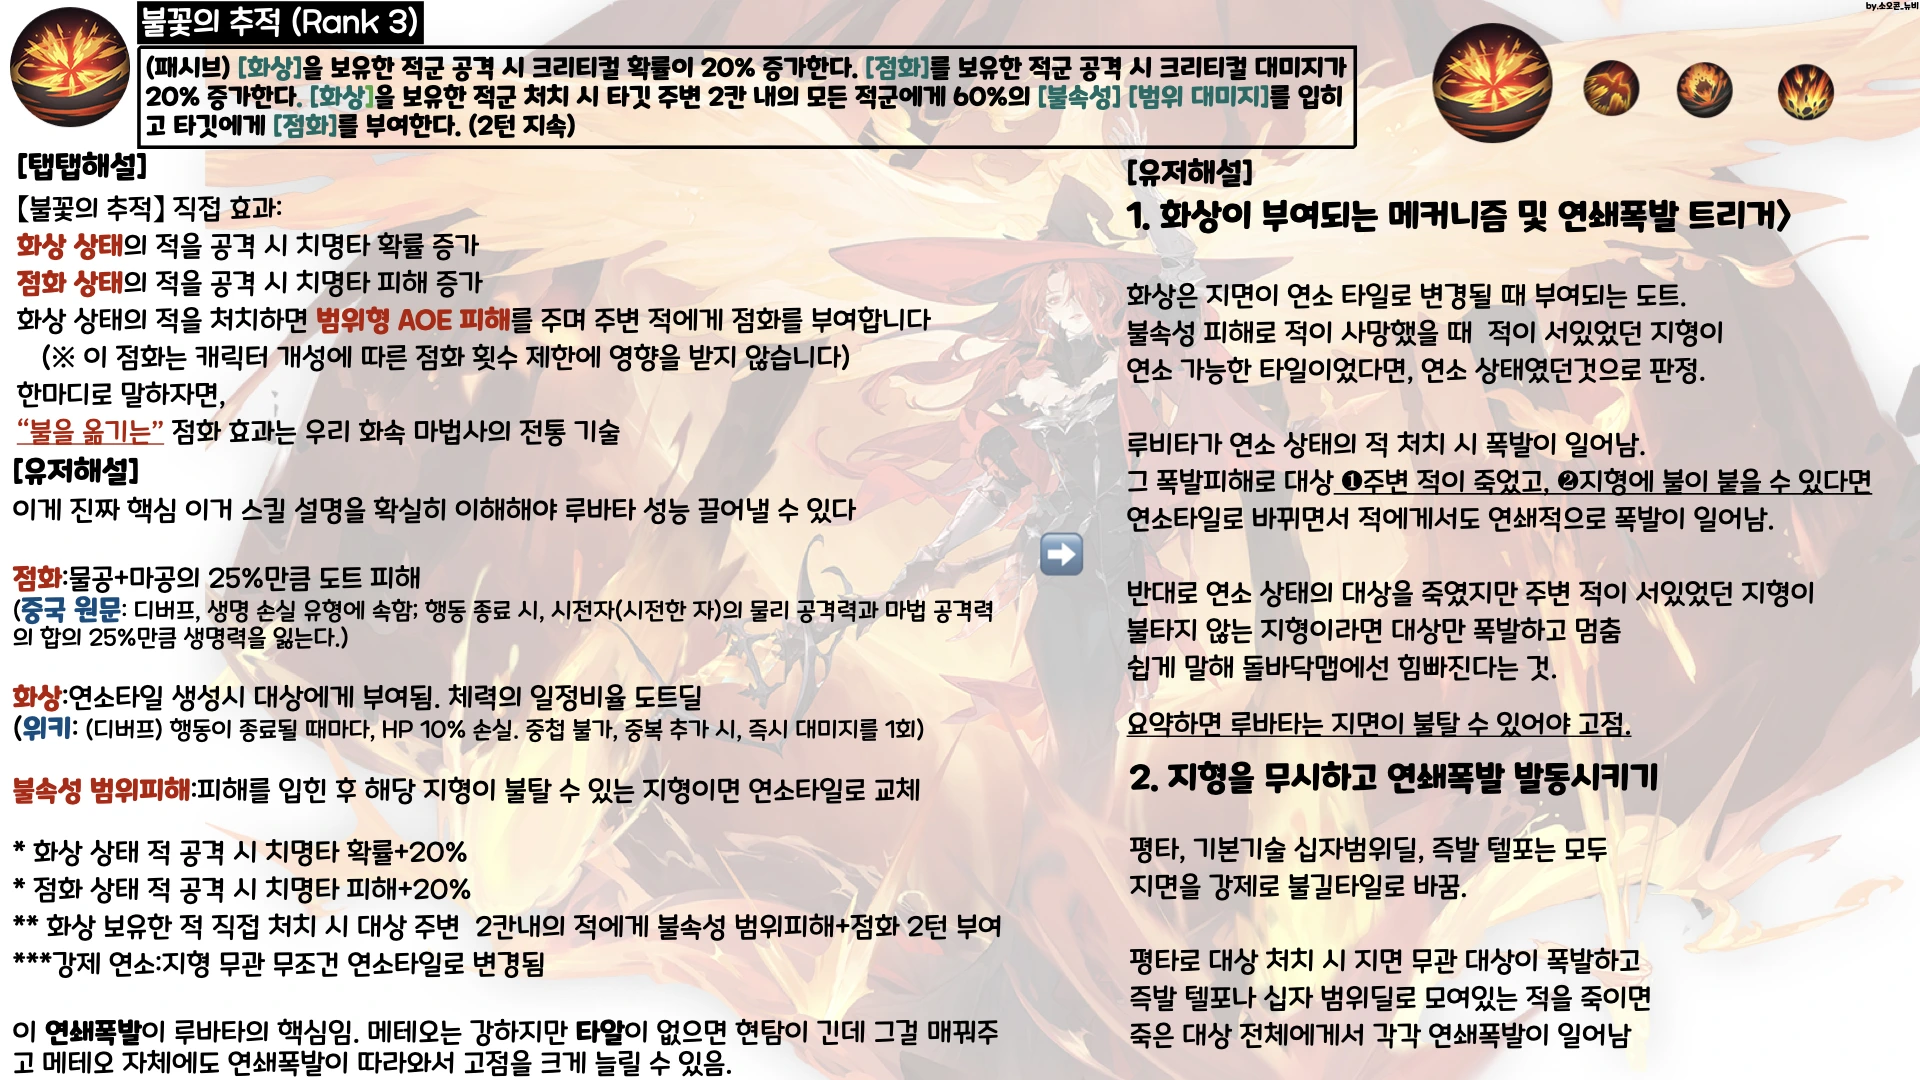 불꽃의 추적 (Rank 3)
by.소오콘_뉴비
(패시브) [화상]을 보유한 적군 공격 시 크리티컬 확률이 20% 증가한다. [점화]를 보유한 적군 공격 시 크리티컬 대미지가
20% 증가한다. [화상]을 보유한 적군 처치 시 타깃 주변 2칸 내의 모든 적군에게 60%의 [불속성] [범위 대미지]를 입히
고 타깃에게 [점화]를 부여한다. (2턴 지속)
[탭탭해설]
【불꽃의 추적】 직접 효과:
화상 상태의 적을 공격 시 치명타 확률 증가
점화 상태의 적을 공격 시 치명타 피해 증가
화상 상태의 적을 처치하면 범위형 AOE 피해를 주며 주변 적에게 점화를 부여합니다
(※ 이 점화는 캐릭터 개성에 따른 점화 횟수 제한에 영향을 받지 않습니다)
한마디로 말하자면,
“불을 옮기는” 점화 효과는 우리 화속 마법사의 전통 기술
[유저해설]
이게 진짜 핵심 이거 스킬 설명을 확실히 이해해야 루바타 성능 끌어낼 수 있다
점화:물공+마공의 25%만큼 도트 피해
(중국 원문: 디버프, 생명 손실 유형에 속함; 행동 종료 시, 시전자(시전한 자)의 물리 공격력과 마법 공격력
의 합의 25%만큼 생명력을 잃는다.)
화상:연소타일 생성시 대상에게 부여됨. 체력의 일정비율 도트딜
(위키: (디버프) 행동이 종료될 때마다, HP 10% 손실. 중첩 불가, 중복 추가 시, 즉시 대미지를 1회)
불속성 범위피해:피해를 입힌 후 해당 지형이 불탈 수 있는 지형이면 연소타일로 교체
* 화상 상태 적 공격 시 치명타 확률+20%
* 점화 상태 적 공격 시 치명타 피해+20%
** 화상 보유한 적 직접 처치 시 대상 주변 2칸내의 적에게 불속성 범위피해+점화 2턴 부여
***강제 연소:지형 무관 무조건 연소타일로 변경됨
이 연쇄폭발이 루바타의 핵심임. 메테오는 강하지만 타알이 없으면 현탐이 긴데 그걸 매꿔주
고 메테오 자체에도 연쇄폭발이 따라와서 고점을 크게 늘릴 수 있음.
[유저해설]
1. 화상이 부여되는 메커니즘 및 연쇄폭발 트리거>
화상은 지면이 연소 타일로 변경될 때 부여되는 도트.
불속성 피해로 적이 사망했을 때 적이 서있었던 지형이
연소 가능한 타일이었다면, 연소 상태였던것으로 판정.
루비타가 연소 상태의 적 처치 시 폭발이 일어남.
그 폭발피해로 대상 ❶주변 적이 죽었고, ❷지형에 불이 붙을 수 있다면
연소타일로 바뀌면서 적에게서도 연쇄적으로 폭발이 일어남.
반대로 연소 상태의 대상을 죽였지만 주변 적이 서있었던 지형이
불타지 않는 지형이라면 대상만 폭발하고 멈춤
쉽게 말해 돌바닥맵에선 힘빠진다는 것.
요약하면 루바타는 지면이 불탈 수 있어야 고점.
2. 지형을 무시하고 연쇄폭발 발동시키기
평타, 기본기술 십자범위딜, 즉발 텔포는 모두
지면을 강제로 불길타일로 바꿈.
평타로 대상 처치 시 지면 무관 대상이 폭발하고
즉발 텔포나 십자 범위딜로 모여있는 적을 죽이면
죽은 대상 전체에게서 각각 연쇄폭발이 일어남